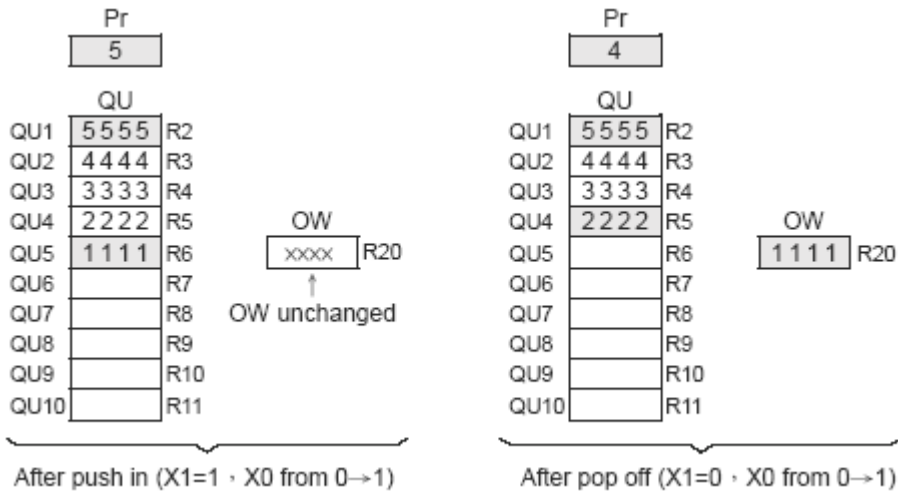 Pr
5
QU
QU1 5555 R2
QU2 4444 R3
QU3 3333 R4
QU4 2222 R5
QU5 1111 R6
QU6 R7
QU7 R8
QU8 R9
QU9 R10
QU10 R11
OW
xxxx R20
↑
OW unchanged
After push in (X1=1 , X0 from 0→1)
Pr
4
QU
QU1 5555 R2
QU2 4444 R3
QU3 3333 R4
QU4 2222 R5
QU5 R6
QU6 R7
QU7 R8
QU8 R9
QU9 R10
QU10 R11
OW
1111 R20
After pop off (X1=0 , X0 from 0→1)